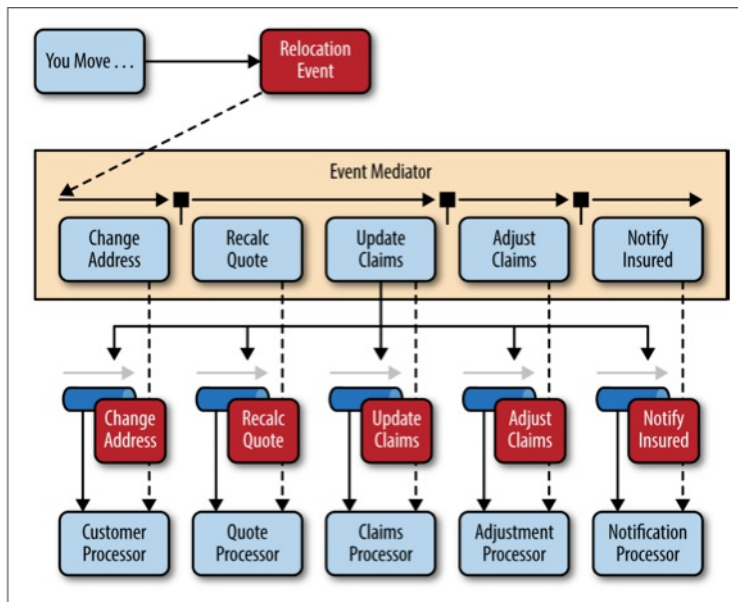 You Move . . .
Relocation
Event
Event Mediator
Change
Address
Recalc
Quote
Update
Claims
Adjust
Claims
Notify
Insured
Change
Address
Recalc
Quote
Update
Claims
Adjust
Claims
Notify
Insured
Customer
Processor
Quote
Processor
Claims
Processor
Adjustment
Processor
Notification
Processor